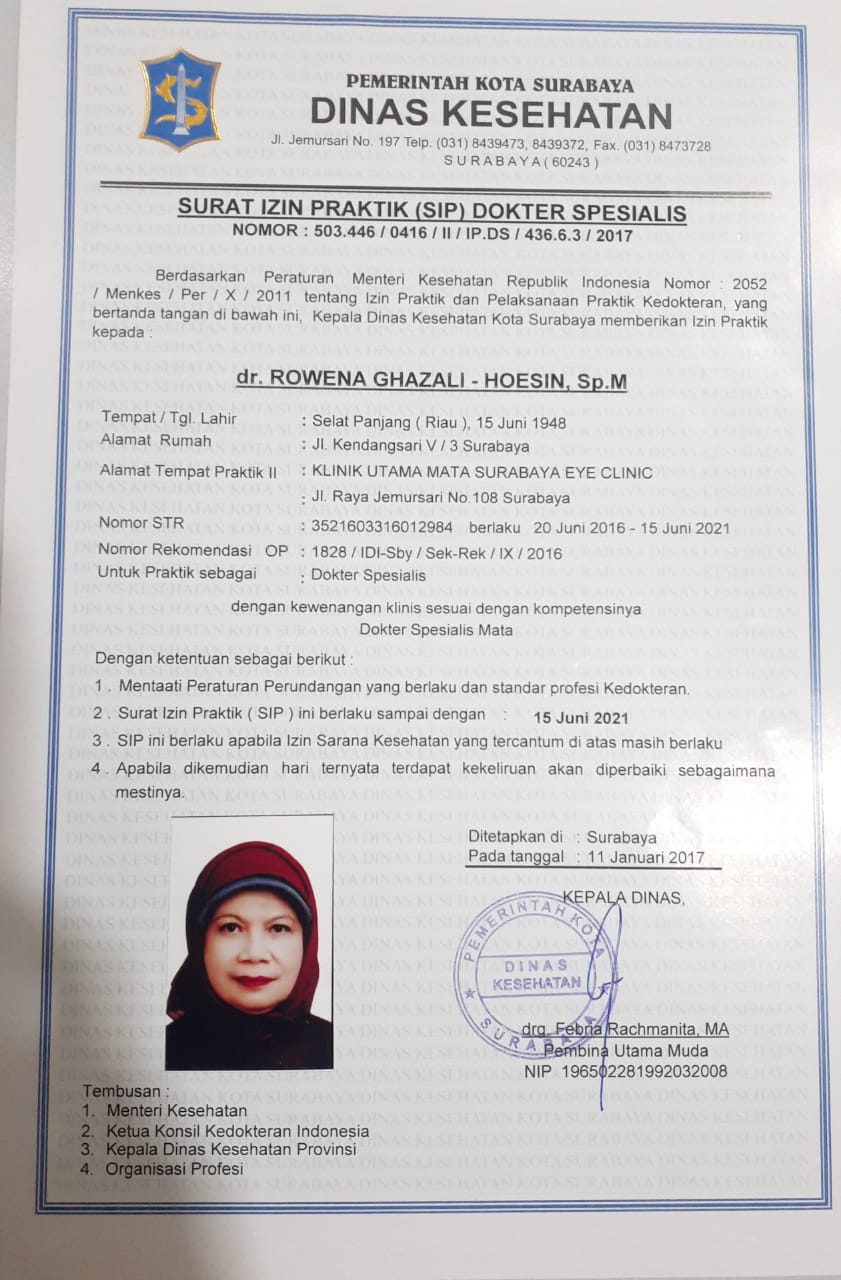 PEMERINTAH KOTA SURABAYA
DINAS KESEHATAN
Jl. Jemursari No. 197 Telp. (031) 8439473, 8439372, Fax. (031) 8473728
S U R A B A Y A ( 60243 )
SURAT IZIN PRAKTIK (SIP) DOKTER SPESIALIS
NOMOR : 503.446 / 0416 / II / IP.DS / 436.6.3 / 2017
Berdasarkan Peraturan Menteri Kesehatan Republik Indonesia Nomor : 2052
/ Menkes / Per / X / 2011 tentang Izin Praktik dan Pelaksanaan Praktik Kedokteran, yang
bertanda tangan di bawah ini, Kepala Dinas Kesehatan Kota Surabaya memberikan Izin Praktik
kepada :
dr. ROWENA GHAZALI - HOESIN, Sp.M
Tempat / Tgl. Lahir : Selat Panjang ( Riau ), 15 Juni 1948
Alamat Rumah : Jl. Kendangsari V / 3 Surabaya
Alamat Tempat Praktik II : KLINIK UTAMA MATA SURABAYA EYE CLINIC
: Jl. Raya Jemursari No.108 Surabaya
Nomor STR : 3521603316012984 berlaku 20 Juni 2016 - 15 Juni 2021
Nomor Rekomendasi OP : 1828 / IDI-Sby / Sek-Rek / IX / 2016
Untuk Praktik sebagai : Dokter Spesialis
dengan kewenangan klinis sesuai dengan kompetensinya
Dokter Spesialis Mata
Dengan ketentuan sebagai berikut :
1 . Mentaati Peraturan Perundangan yang berlaku dan standar profesi Kedokteran.
2 . Surat Izin Praktik ( SIP ) ini berlaku sampai dengan : 15 Juni 2021
3 . SIP ini berlaku apabila Izin Sarana Kesehatan yang tercantum di atas masih berlaku
4 . Apabila di kemudian hari ternyata terdapat kekeliruan akan diperbaiki sebagaimana
mestinya.
Ditetapkan di : Surabaya
Pada tanggal : 11 Januari 2017
KEPALA DINAS,
PEMERINTAH KOTA
DINAS
KESEHATAN
SURABAYA
drg. Febria Rachmanita, MA
Pembina Utama Muda
NIP 196502281992032008
Tembusan :
1. Menteri Kesehatan
2. Ketua Konsil Kedokteran Indonesia
3. Kepala Dinas Kesehatan Provinsi
4. Organisasi Profesi